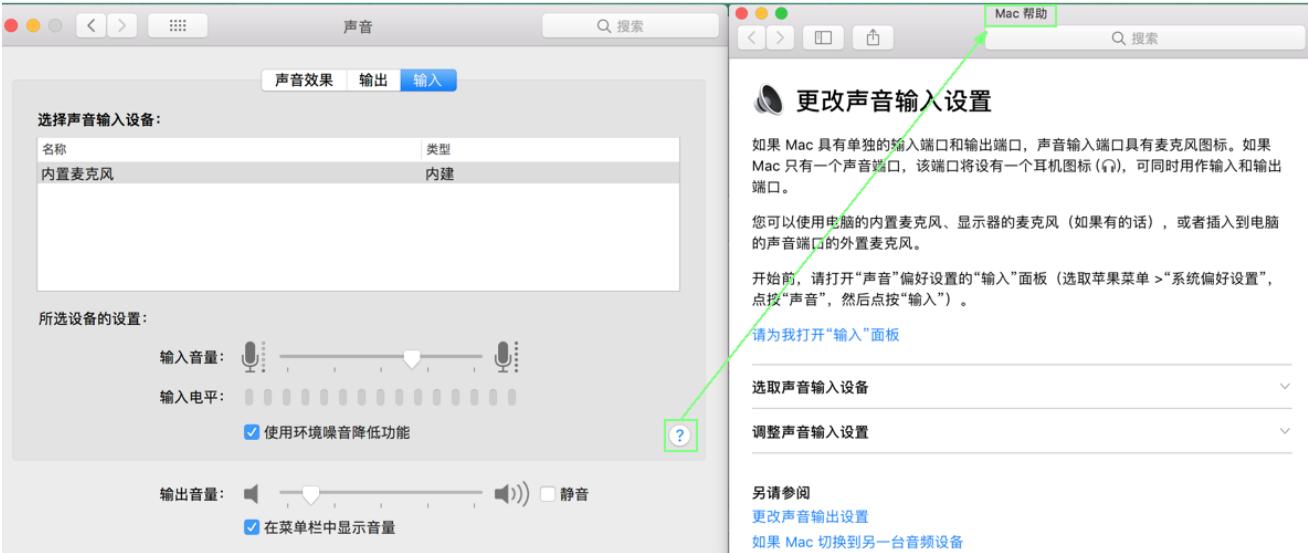 声音
搜索
声音效果 输出 输入
选择声音输入设备：
名称 类型
内置麦克风 内建
所选设备的设置：
输入音量：
输入电平：
使用环境噪音降低功能
?
输出音量： 静音
在菜单栏中显示音量
Mac 帮助
搜索
更改声音输入设置
如果 Mac 具有单独的输入端口和输出端口，声音输入端口具有麦克风图标。如果
Mac 只有一个声音端口，该端口将设有一个耳机图标 (🎧)，可同时用作输入和输出
端口。
您可以使用电脑的内置麦克风、显示器的麦克风（如果有的话），或者插入到电脑
的声音端口的外置麦克风。
开始前，请打开“声音”偏好设置的“输入”面板（选取苹果菜单 >“系统偏好设置”，
点按“声音”，然后点按“输入”）。
请为我打开“输入”面板
选取声音输入设备
调整声音输入设置
另请参阅
更改声音输出设置
如果 Mac 切换到另一台音频设备